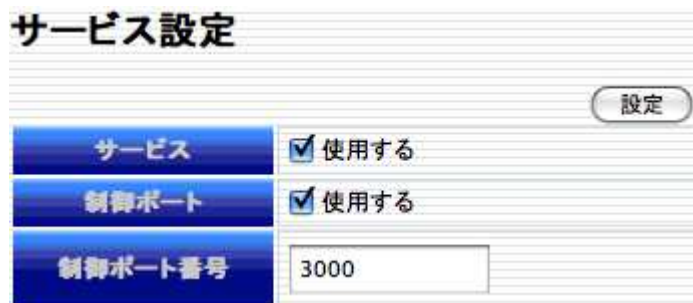 サービス設定
設定
サービス 使用する
制御ポート 使用する
制御ポート番号 3000